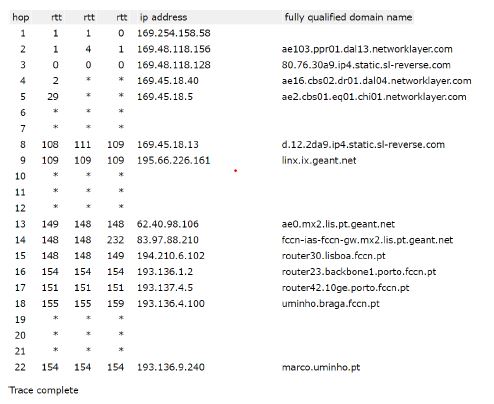 hop rtt rtt rtt ip address fully qualified domain name
1 1 1 0 169.254.158.58
2 1 4 1 169.48.118.156 ae103.ppr01.dal13.networklayer.com
3 0 0 0 169.48.118.128 80.76.30a9.ip4.static.sl-reverse.com
4 2 * * 169.45.18.40 ae16.cbs02.dr01.dal04.networklayer.com
5 29 * * 169.45.18.5 ae2.cbs01.eq01.chi01.networklayer.com
6 * * *
7 * * *
8 108 111 109 169.45.18.13 d.12.2da9.ip4.static.sl-reverse.com
9 109 109 109 195.66.226.161 linx.ix.geant.net
10 * * *
11 * * *
12 * * *
13 149 148 148 62.40.98.106 ae0.mx2.lis.pt.geant.net
14 148 148 232 83.97.88.210 fccn-ias-fccn-gw.mx2.lis.pt.geant.net
15 148 148 149 194.210.6.102 router30.lisboa.fccn.pt
16 154 154 154 193.136.1.2 router23.backbone1.porto.fccn.pt
17 151 151 151 193.137.4.5 router42.10ge.porto.fccn.pt
18 155 155 159 193.136.4.100 uminho.braga.fccn.pt
19 * * *
20 * * *
21 * * *
22 154 154 154 193.136.9.240 marco.uminho.pt
Trace complete